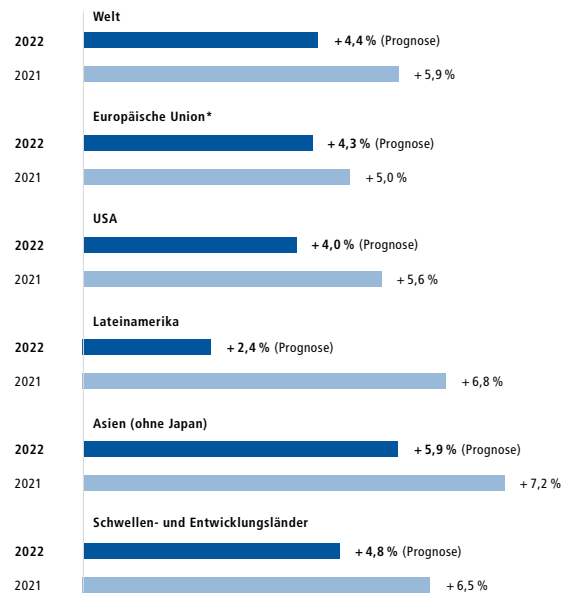 Welt
2022 + 4,4 % (Prognose)
2021 + 5,9 %
Europäische Union*
2022 + 4,3 % (Prognose)
2021 + 5,0 %
USA
2022 + 4,0 % (Prognose)
2021 + 5,6 %
Lateinamerika
2022 + 2,4 % (Prognose)
2021 + 6,8 %
Asien (ohne Japan)
2022 + 5,9 % (Prognose)
2021 + 7,2 %
Schwellen- und Entwicklungsländer
2022 + 4,8 % (Prognose)
2021 + 6,5 %